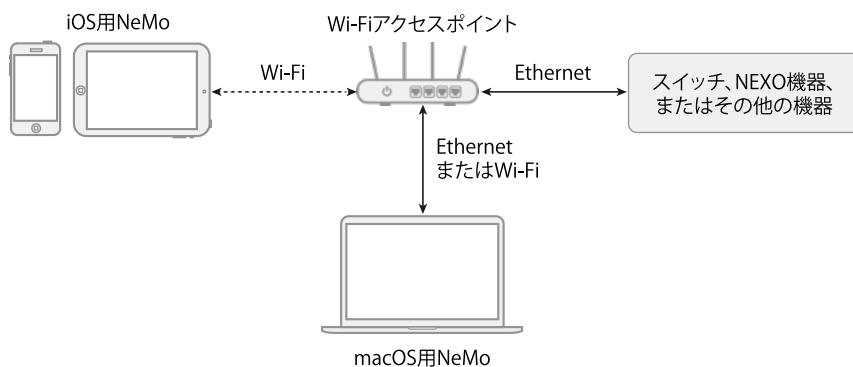 iOS用NeMo
Wi-Fiアクセスポイント
Wi-Fi
Ethernet
スイッチ、NEXO機器、
またはその他の機器
Ethernet
またはWi-Fi
macOS用NeMo